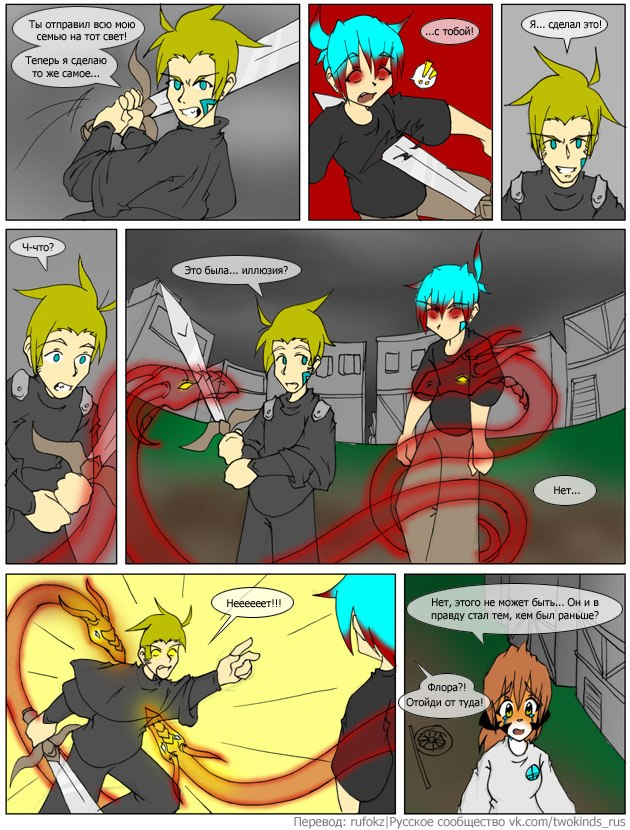 Ты отправил всю мою
семью на тот свет!
Теперь я сделаю
то же самое...
...с тобой!
Я... сделал это!
Ч-что?
Это была... иллюзия?
Нет...
Неееееет!!!
Нет, этого не может быть... Он и в
правду стал тем, кем был раньше?
Флора?!
Отойди от туда!
Перевод: rufokz|Русское сообщество vk.com/twokinds_rus